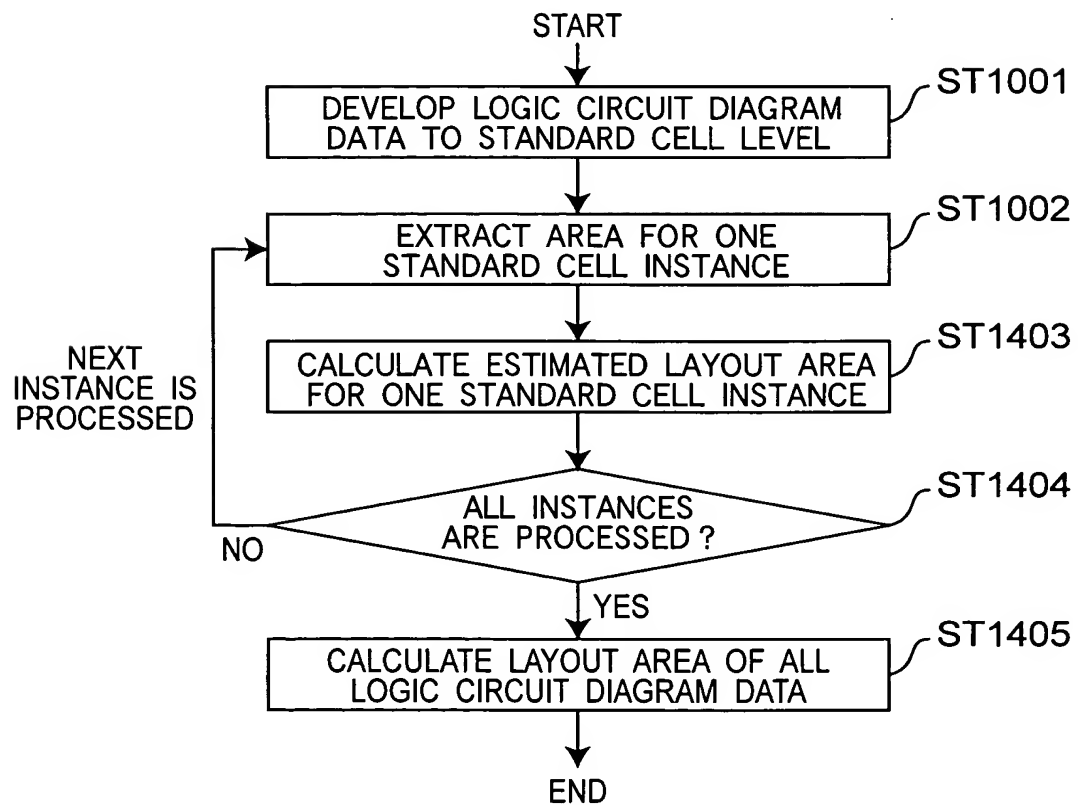 START
ST1001
DEVELOP LOGIC CIRCUIT DIAGRAM
DATA TO STANDARD CELL LEVEL
ST1002
EXTRACT AREA FOR ONE
STANDARD CELL INSTANCE
ST1403
CALCULATE ESTIMATED LAYOUT AREA
FOR ONE STANDARD CELL INSTANCE
NEXT
INSTANCE IS
PROCESSED
ST1404
ALL INSTANCES
ARE PROCESSED ?
NO
YES
ST1405
CALCULATE LAYOUT AREA OF ALL
LOGIC CIRCUIT DIAGRAM DATA
END